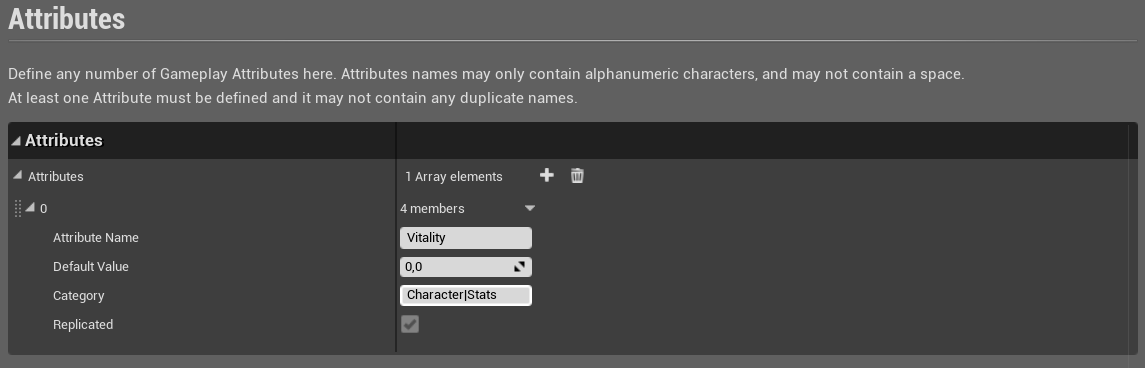 Attributes
Define any number of Gameplay Attributes here. Attributes names may only contain alphanumeric characters, and may not contain a space.
At least one Attribute must be defined and it may not contain any duplicate names.
Attributes
Attributes 1 Array elements
0 4 members
Attribute Name Vitality
Default Value 0,0
Category Character|Stats
Replicated